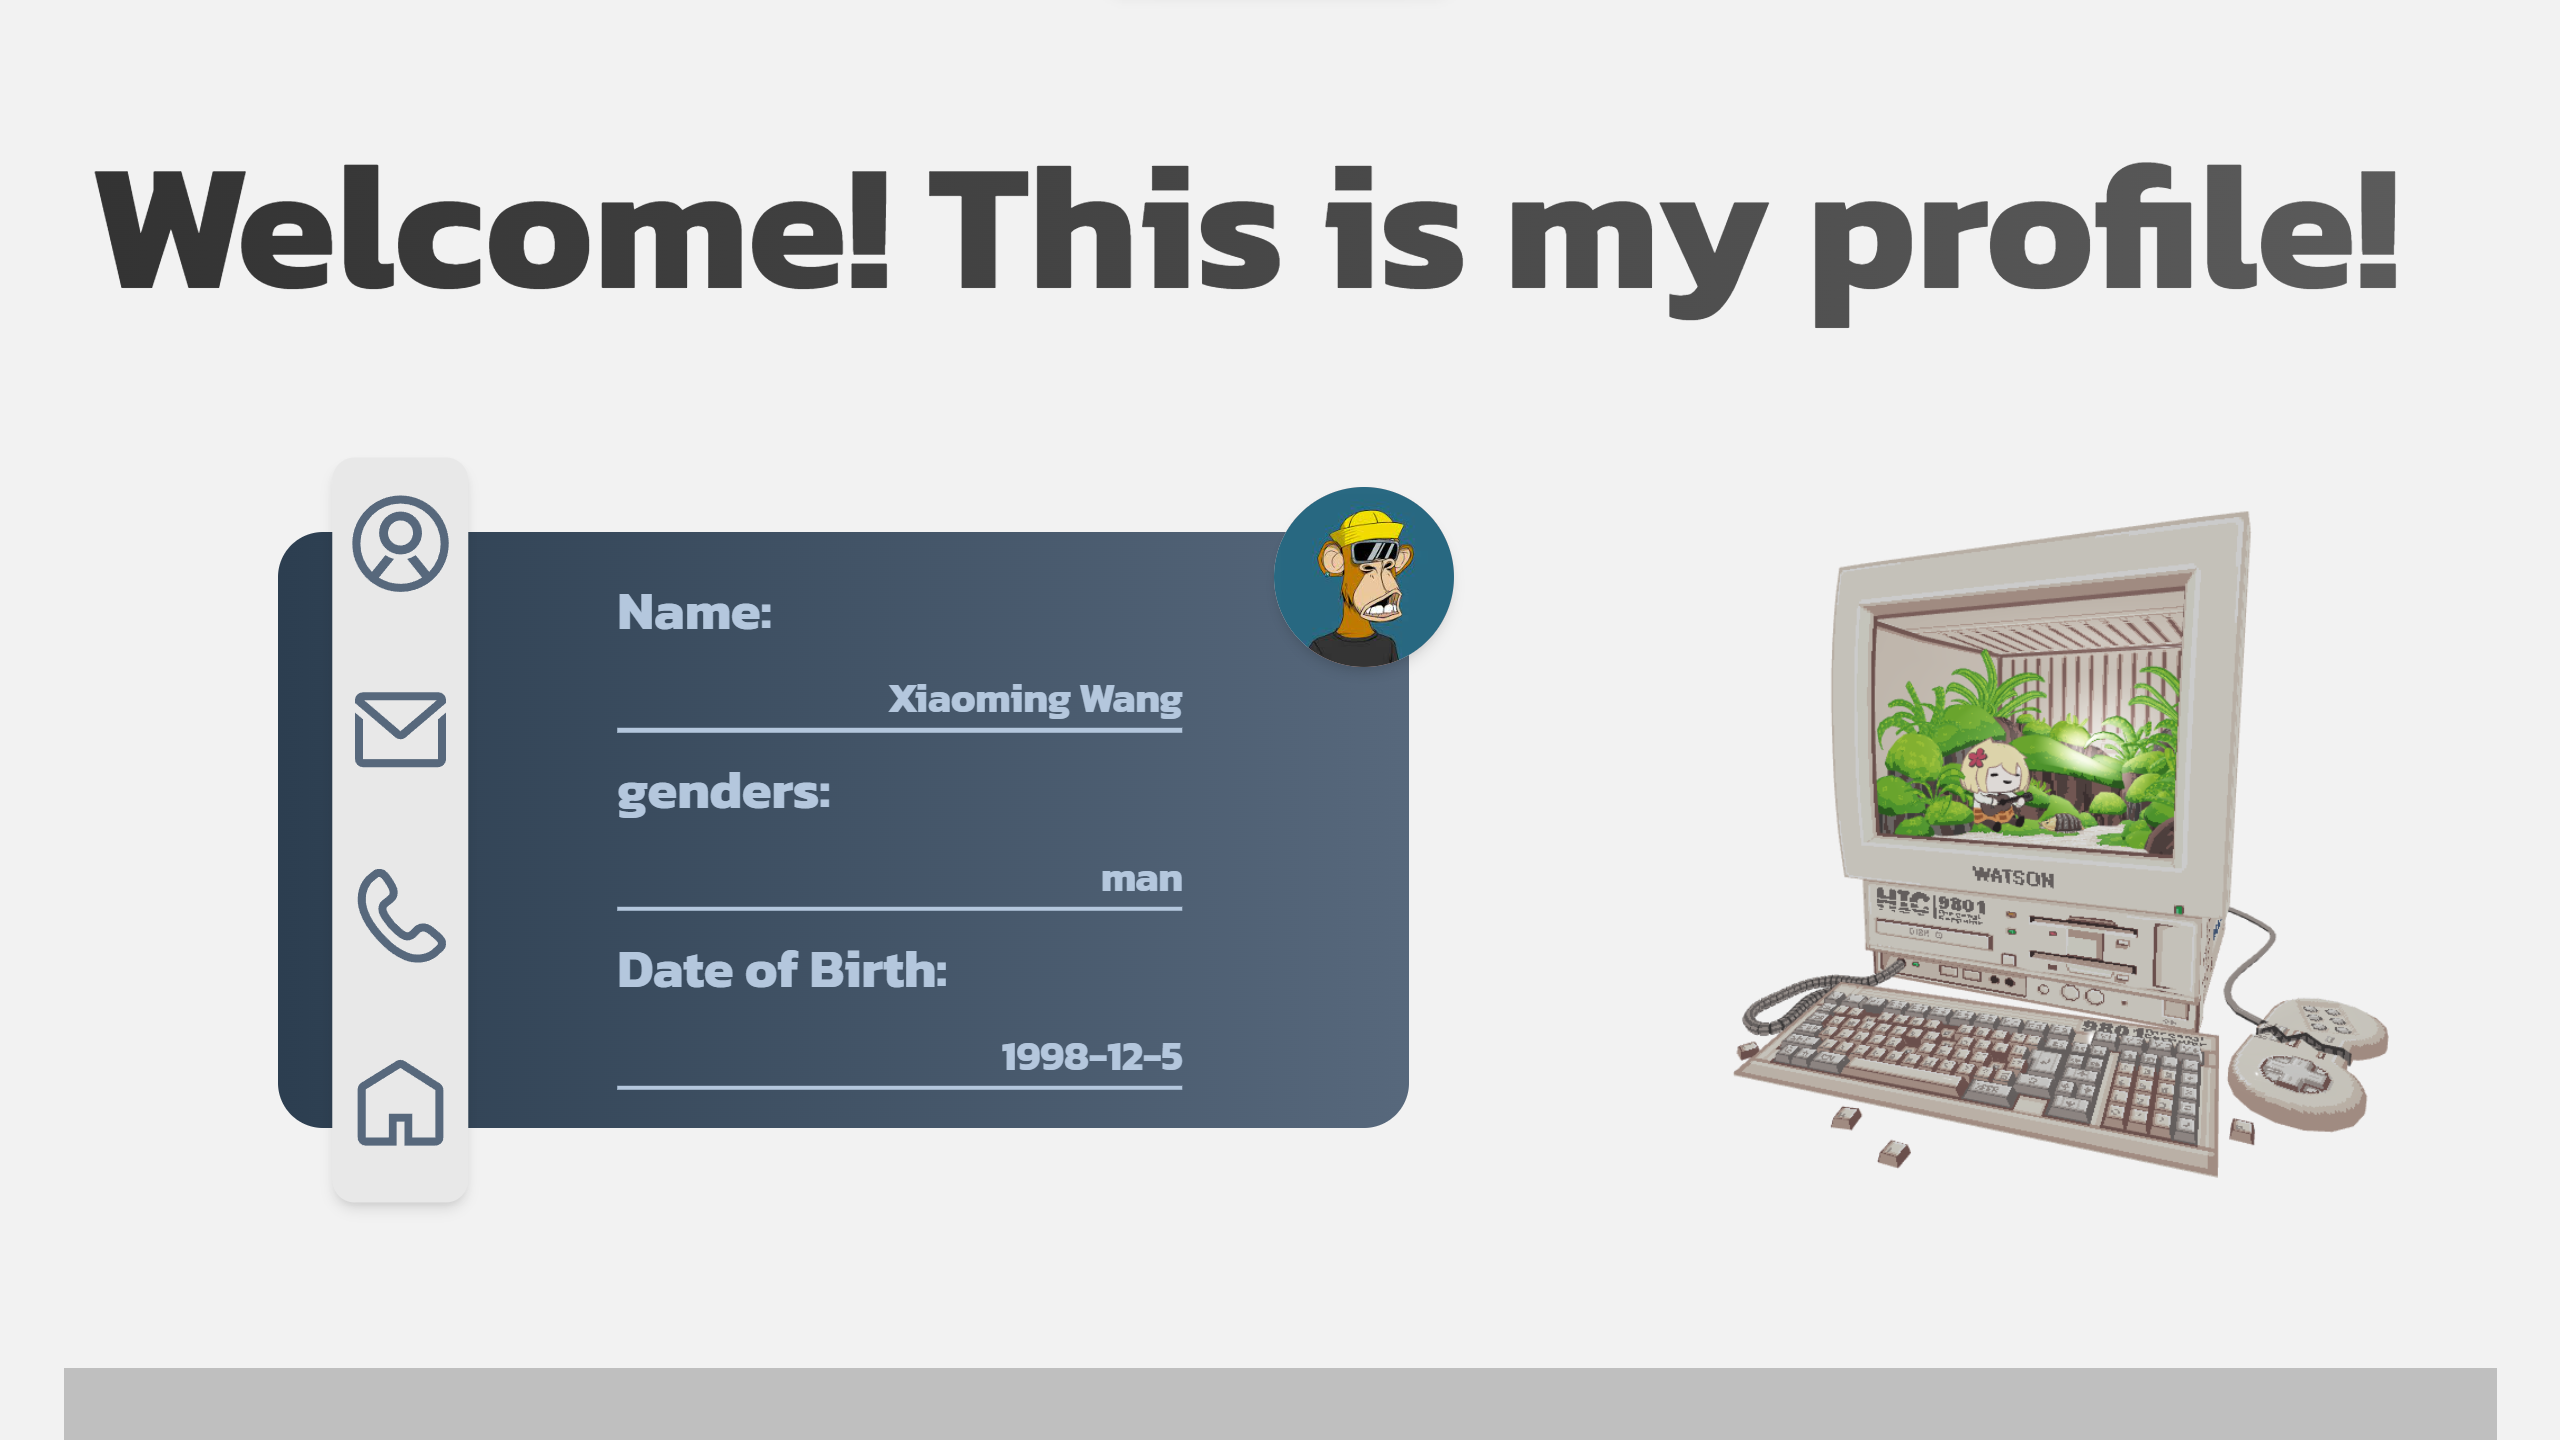 Welcome! This is my profile!
Name:
Xiaoming Wang
genders:
man
Date of Birth:
1998-12-5
WATSON
9801
9801